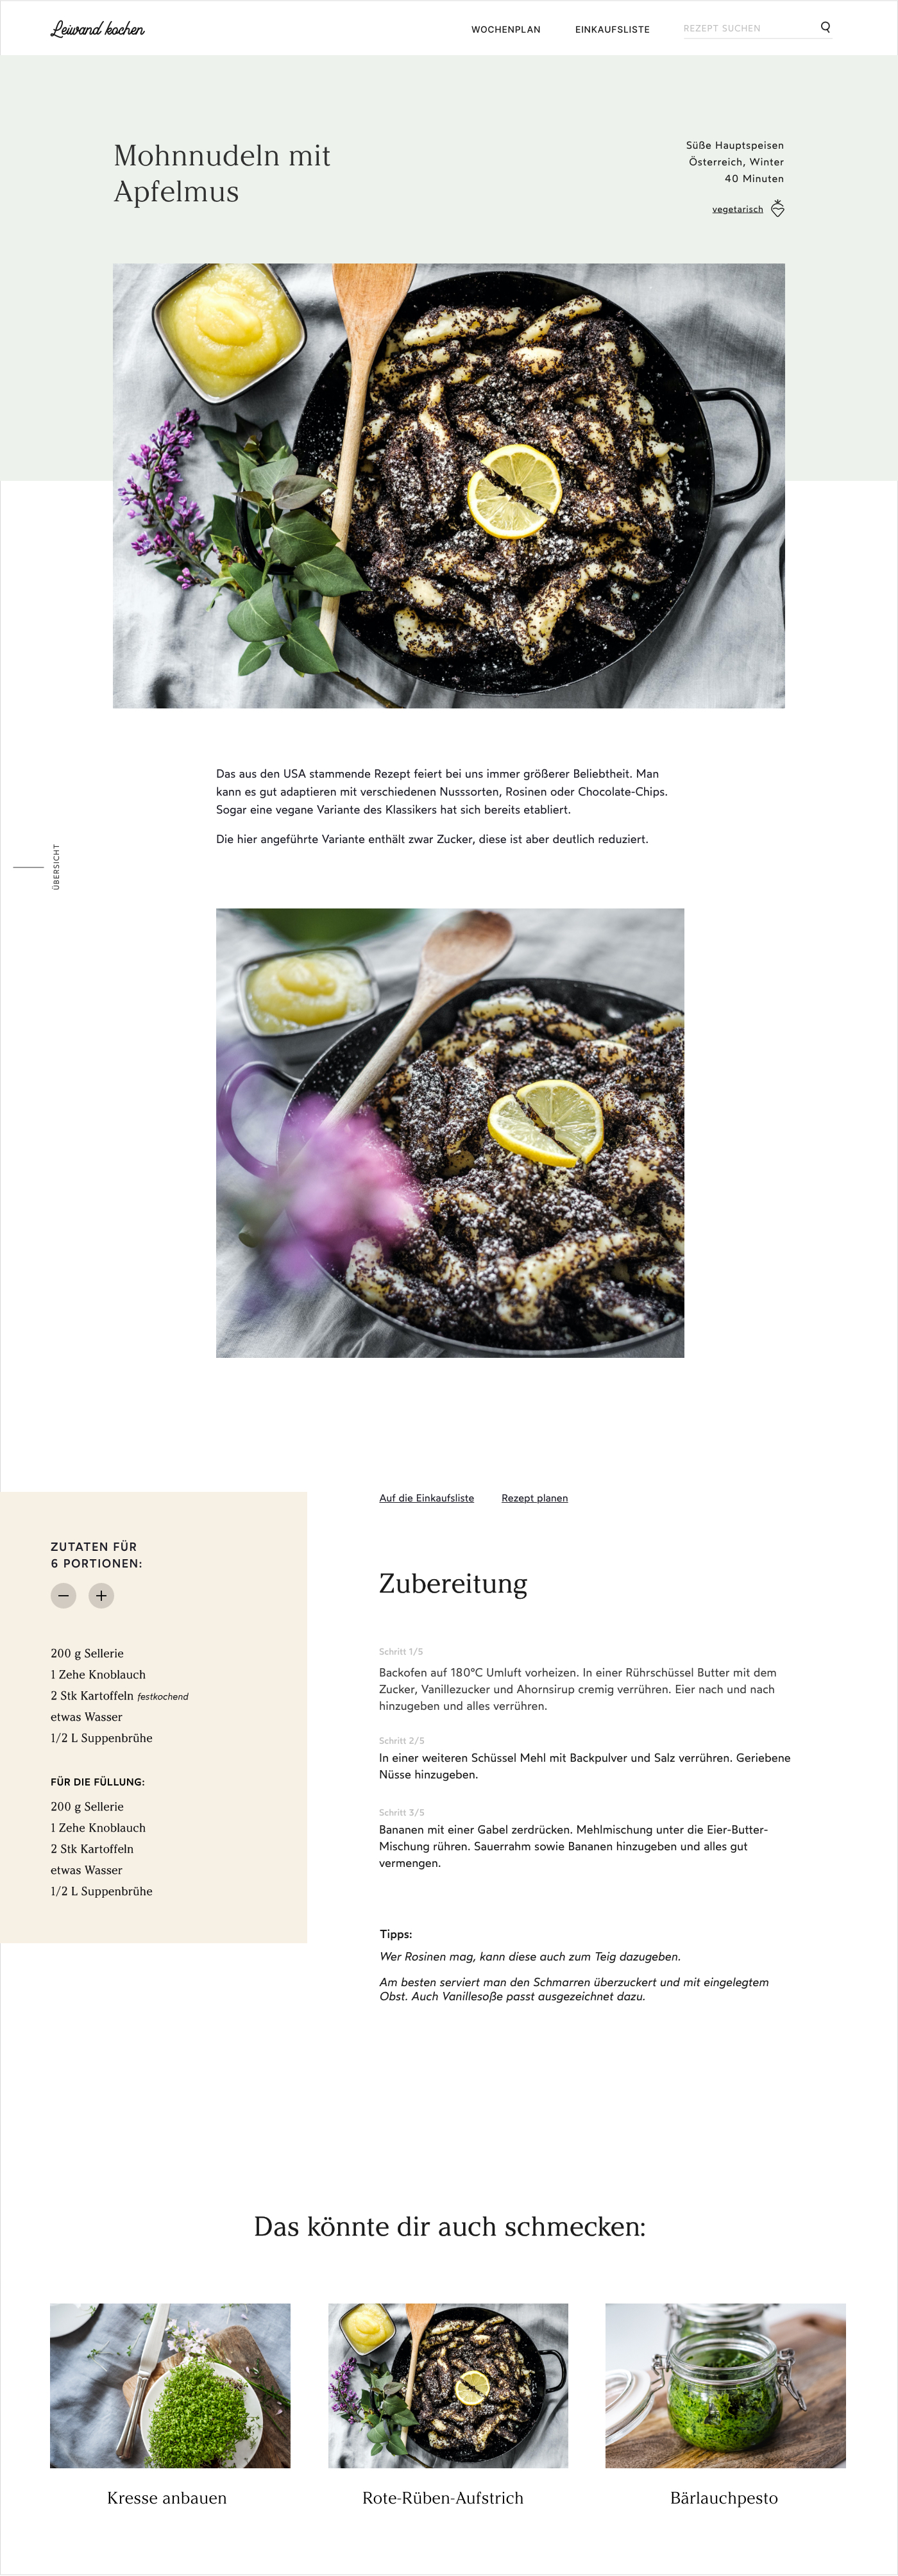 Leiwand kochen
WOCHENPLAN
EINKAUFSLISTE
REZEPT SUCHEN
Mohnnudeln mit
Apfelmus
Süße Hauptspeisen
Österreich, Winter
40 Minuten
vegetarisch
Das aus den USA stammende Rezept feiert bei uns immer größerer Beliebtheit. Man
kann es gut adaptieren mit verschiedenen Nusssorten, Rosinen oder Chocolate-Chips.
Sogar eine vegane Variante des Klassikers hat sich bereits etabliert.
Die hier angeführte Variante enthält zwar Zucker, diese ist aber deutlich reduziert.
ÜBERSICHT
Auf die Einkaufsliste
Rezept planen
ZUTATEN FÜR
6 PORTIONEN:
200 g Sellerie
1 Zehe Knoblauch
2 Stk Kartoffeln festkochend
etwas Wasser
1/2 L Suppenbrühe
FÜR DIE FÜLLUNG:
200 g Sellerie
1 Zehe Knoblauch
2 Stk Kartoffeln
etwas Wasser
1/2 L Suppenbrühe
Zubereitung
Schritt 1/5
Backofen auf 180°C Umluft vorheizen. In einer Rührschüssel Butter mit dem
Zucker, Vanillezucker und Ahornsirup cremig verrühren. Eier nach und nach
hinzugeben und alles verrühren.
Schritt 2/5
In einer weiteren Schüssel Mehl mit Backpulver und Salz verrühren. Geriebene
Nüsse hinzugeben.
Schritt 3/5
Bananen mit einer Gabel zerdrücken. Mehlmischung unter die Eier-Butter-
Mischung rühren. Sauerrahm sowie Bananen hinzugeben und alles gut
vermengen.
Tipps:
Wer Rosinen mag, kann diese auch zum Teig dazugeben.
Am besten serviert man den Schmarren überzuckert und mit eingelegtem
Obst. Auch Vanillesoße passt ausgezeichnet dazu.
Das könnte dir auch schmecken:
Kresse anbauen
Rote-Rüben-Aufstrich
Bärlauchpesto